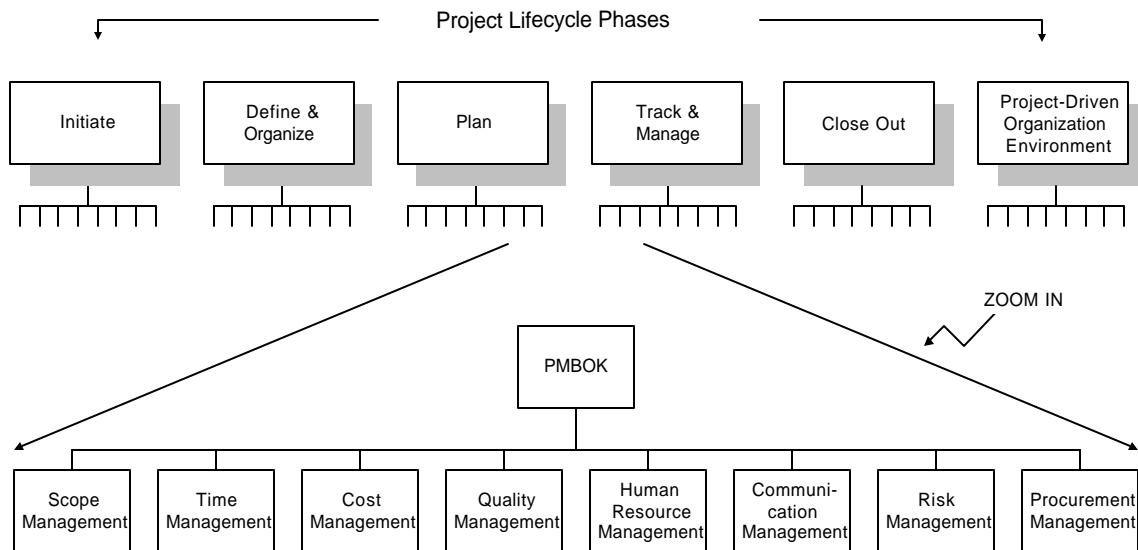 Project Lifecycle Phases
Initiate
Define &
Organize
Plan
Track &
Manage
Close Out
Project-Driven
Organization
Environment
ZOOM IN
PMBOK
Scope
Management
Time
Management
Cost
Management
Quality
Management
Human
Resource
Management
Communi-
cation
Management
Risk
Management
Procurement
Management